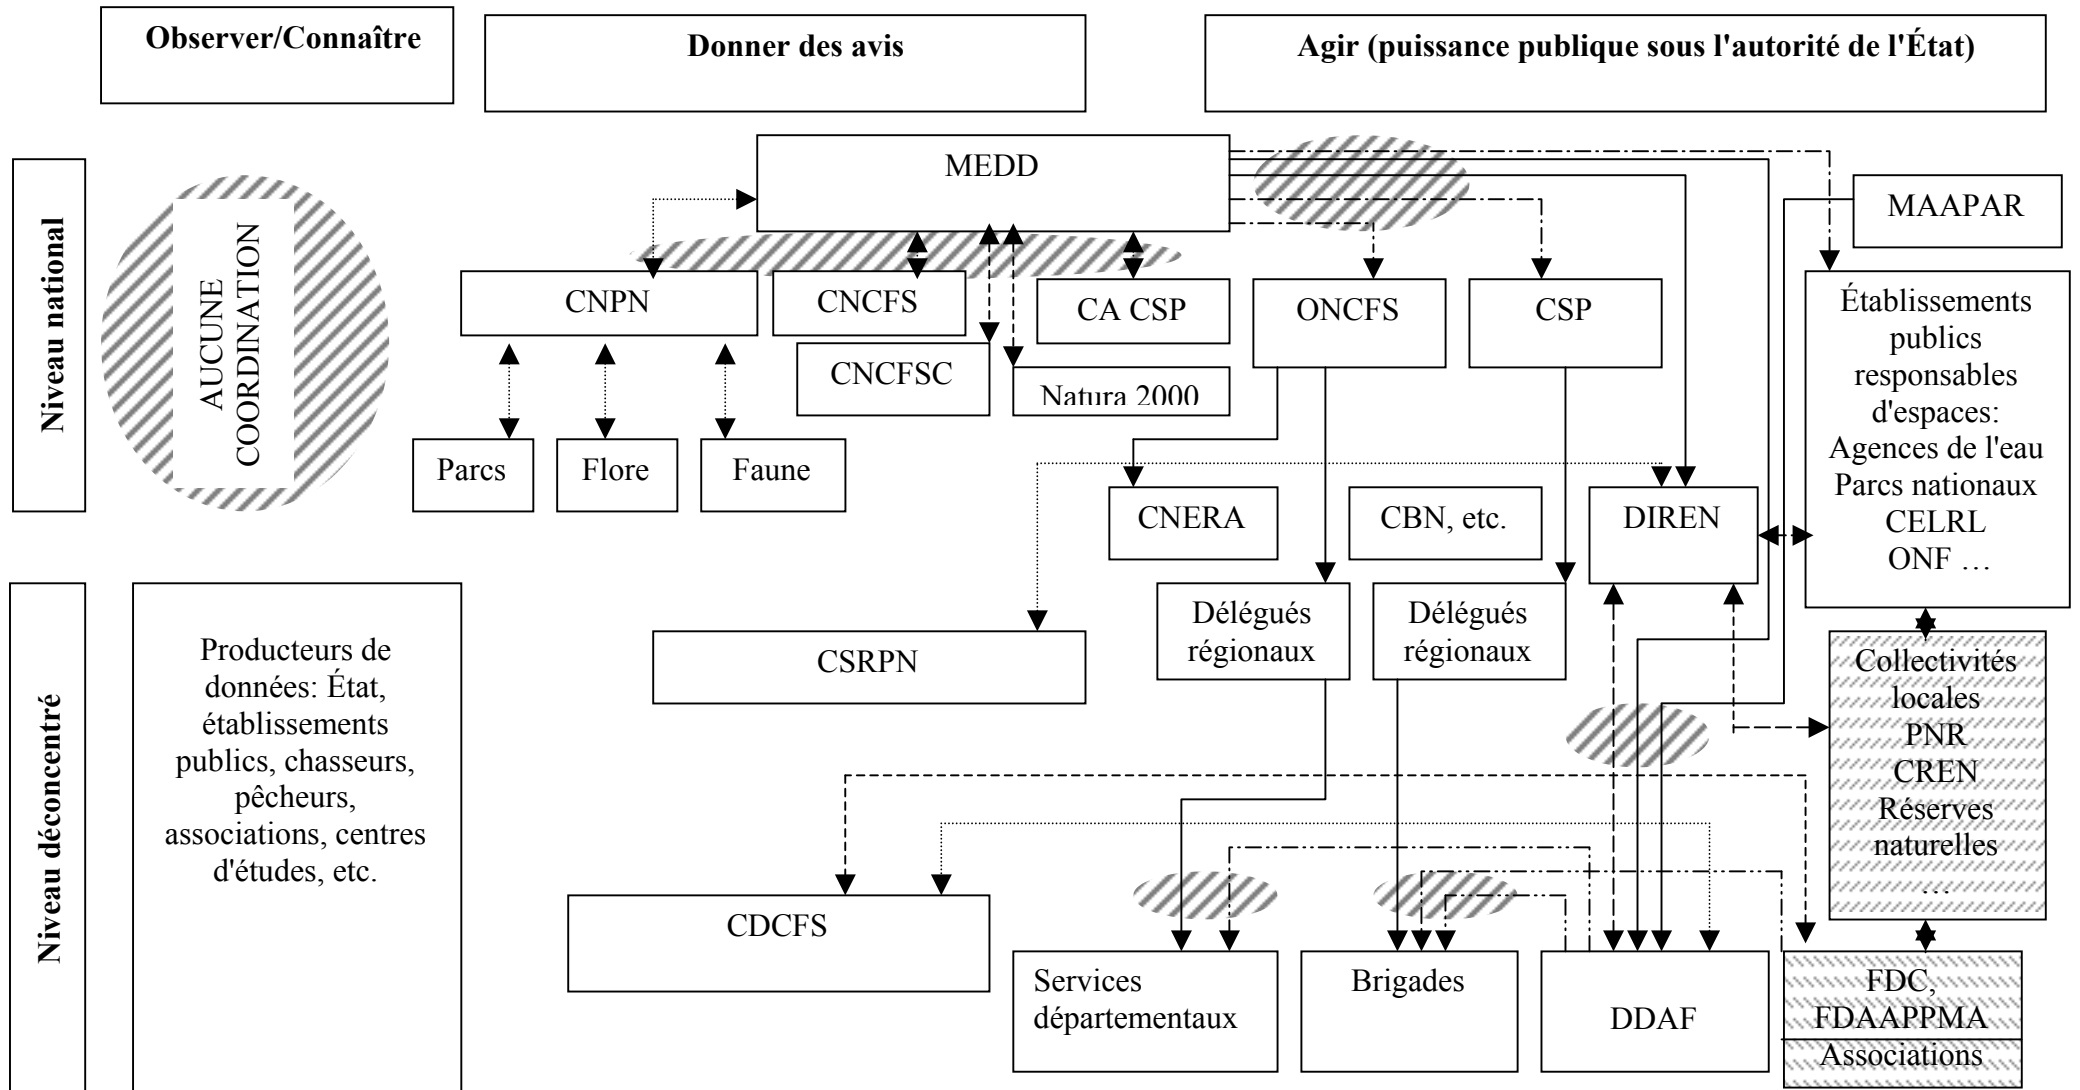 Observer/Connaître
Donner des avis
Agir (puissance publique sous l'autorité de l'État)
Niveau national
AUCUNE
COORDINATION
MEDD
MAAPAR
CNPN
CNCFS
CA CSP
ONCFS
CSP
CNCFSC
Natura 2000
Établissements
publics
responsables
d'espaces:
Agences de l'eau
Parcs nationaux
CELRL
ONF …
Parcs
Flore
Faune
CNERA
CBN, etc.
DIREN
Niveau déconcentré
Producteurs de
données: État,
établissements
publics, chasseurs,
pêcheurs,
associations, centres
d'études, etc.
CSRPN
Délégués
régionaux
Délégués
régionaux
Collectivités
locales
PNR
CREN
Réserves
naturelles
…
CDCFS
Services
départementaux
Brigades
DDAF
FDC,
FDAAPPMA
Associations